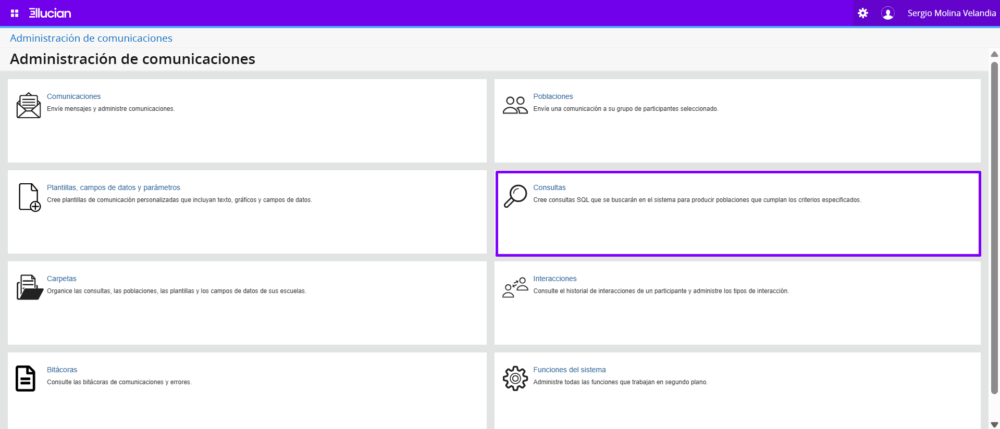 Ellucian
Sergio Molina Velandia
Administración de comunicaciones
Administración de comunicaciones
Comunicaciones
Envíe mensajes y administre comunicaciones.
Poblaciones
Envíe una comunicación a su grupo de participantes seleccionado.
Plantillas, campos de datos y parámetros
Cree plantillas de comunicación personalizadas que incluyan texto, gráficos y campos de datos.
Consultas
Cree consultas SQL que se buscarán en el sistema para producir poblaciones que cumplan los criterios especificados.
Carpetas
Organice las consultas, las poblaciones, las plantillas y los campos de datos de sus escuelas.
Interacciones
Consulte el historial de interacciones de un participante y administre los tipos de interacción.
Bitácoras
Consulte las bitácoras de comunicaciones y errores.
Funciones del sistema
Administre todas las funciones que trabajan en segundo plano.